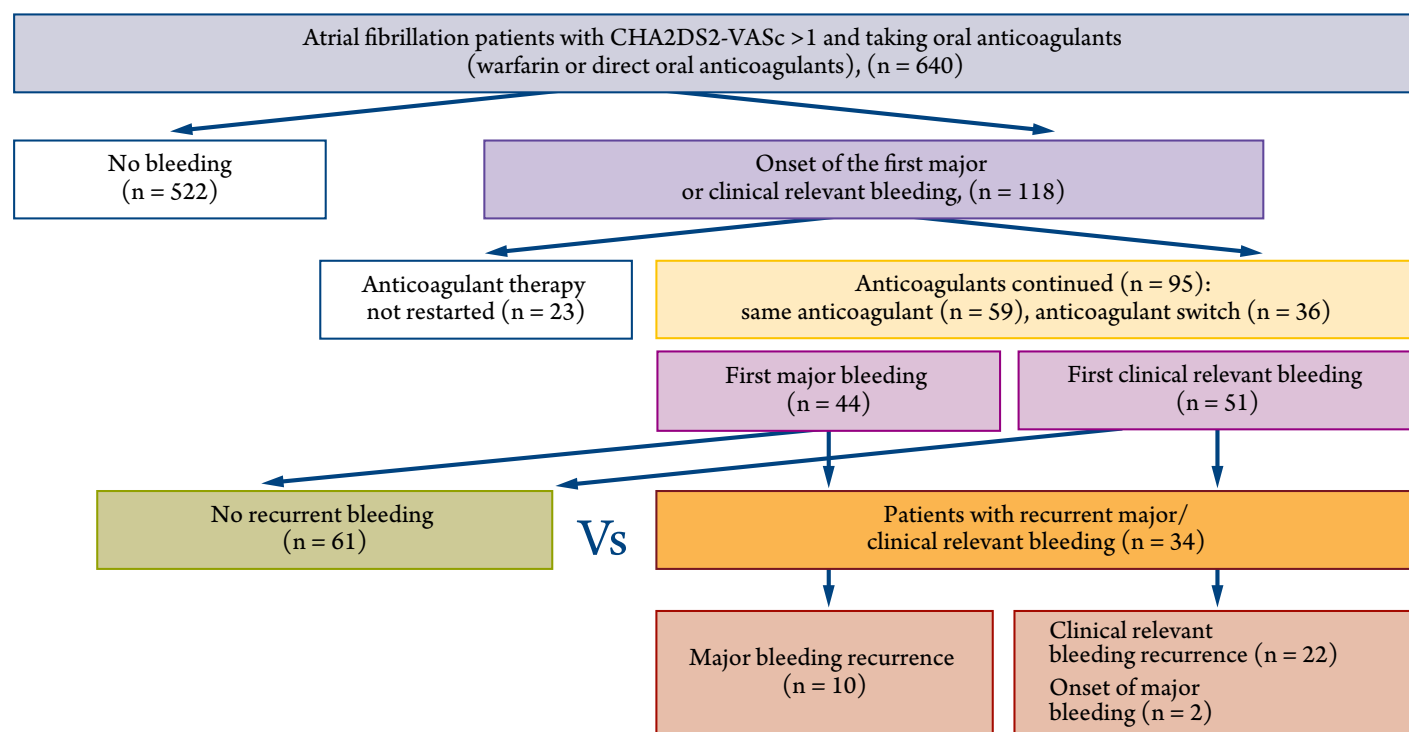 Atrial fibrillation patients with CHA2DS2-VASc >1 and taking oral anticoagulants
(warfarin or direct oral anticoagulants), (n = 640)
No bleeding
(n = 522)
Onset of the first major
or clinical relevant bleeding, (n = 118)
Anticoagulant therapy
not restarted (n = 23)
Anticoagulants continued (n = 95):
same anticoagulant (n = 59), anticoagulant switch (n = 36)
First major bleeding
(n = 44)
First clinical relevant bleeding
(n = 51)
No recurrent bleeding
(n = 61)
Vs
Patients with recurrent major/
clinical relevant bleeding (n = 34)
Major bleeding recurrence
(n = 10)
Clinical relevant
bleeding recurrence (n = 22)
Onset of major
bleeding (n = 2)